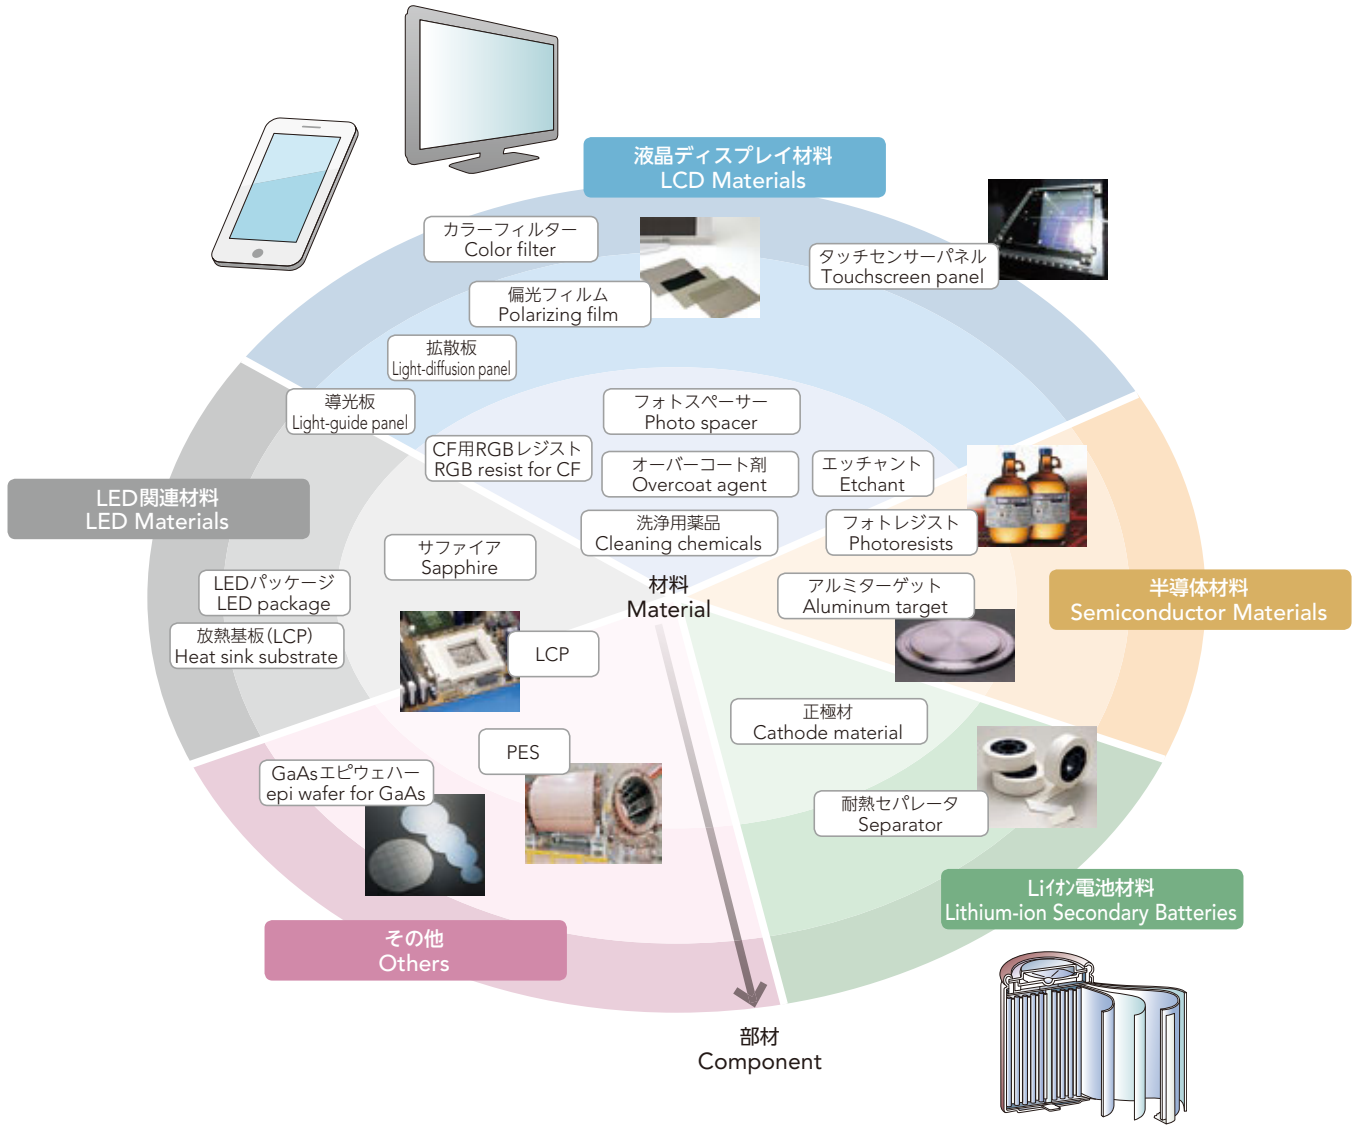 液晶ディスプレイ材料
LCD Materials
カラーフィルター
Color filter
タッチセンサーパネル
Touchscreen panel
偏光フィルム
Polarizing film
拡散板
Light-diffusion panel
導光板
Light-guide panel
フォトスペーサー
Photo spacer
CF用RGBレジスト
RGB resist for CF
オーバーコート剤
Overcoat agent
エッチャント
Etchant
洗浄用薬品
Cleaning chemicals
LED関連材料
LED Materials
サファイア
Sapphire
LEDパッケージ
LED package
放熱基板(LCP)
Heat sink substrate
フォトレジスト
Photoresists
アルミターゲット
Aluminum target
半導体材料
Semiconductor Materials
材料
Material
LCP
PES
GaAsエピウェハー
epi wafer for GaAs
正極材
Cathode material
耐熱セパレータ
Separator
Liイオン電池材料
Lithium-ion Secondary Batteries
その他
Others
部材
Component